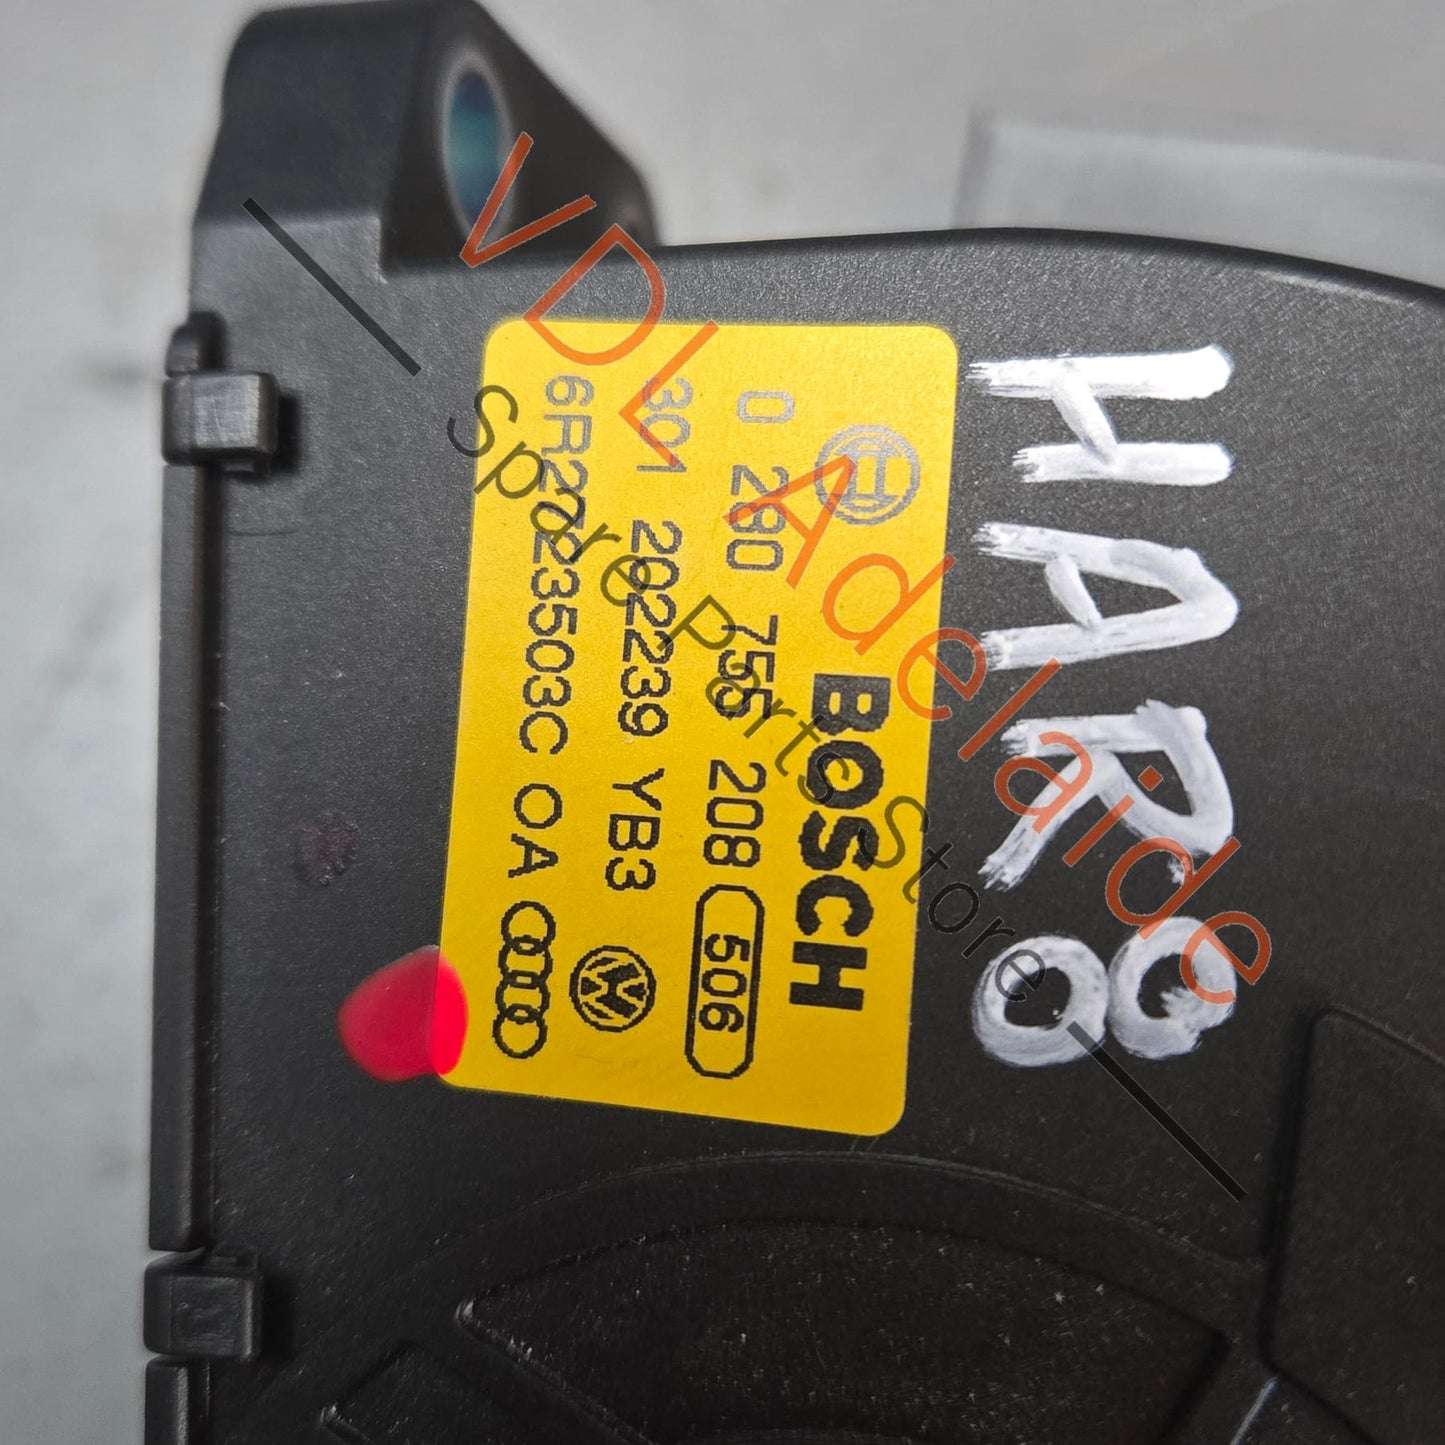 BOSCH
0 280 755 208 506
301 202239 YB3
6R2723503C OA
HAR8
VDL Adelaide
Spare Parts Store